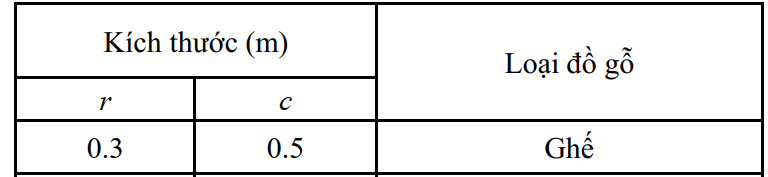 Kích thước (m)
Loại đồ gỗ
r
c
0.3
0.5
Ghế